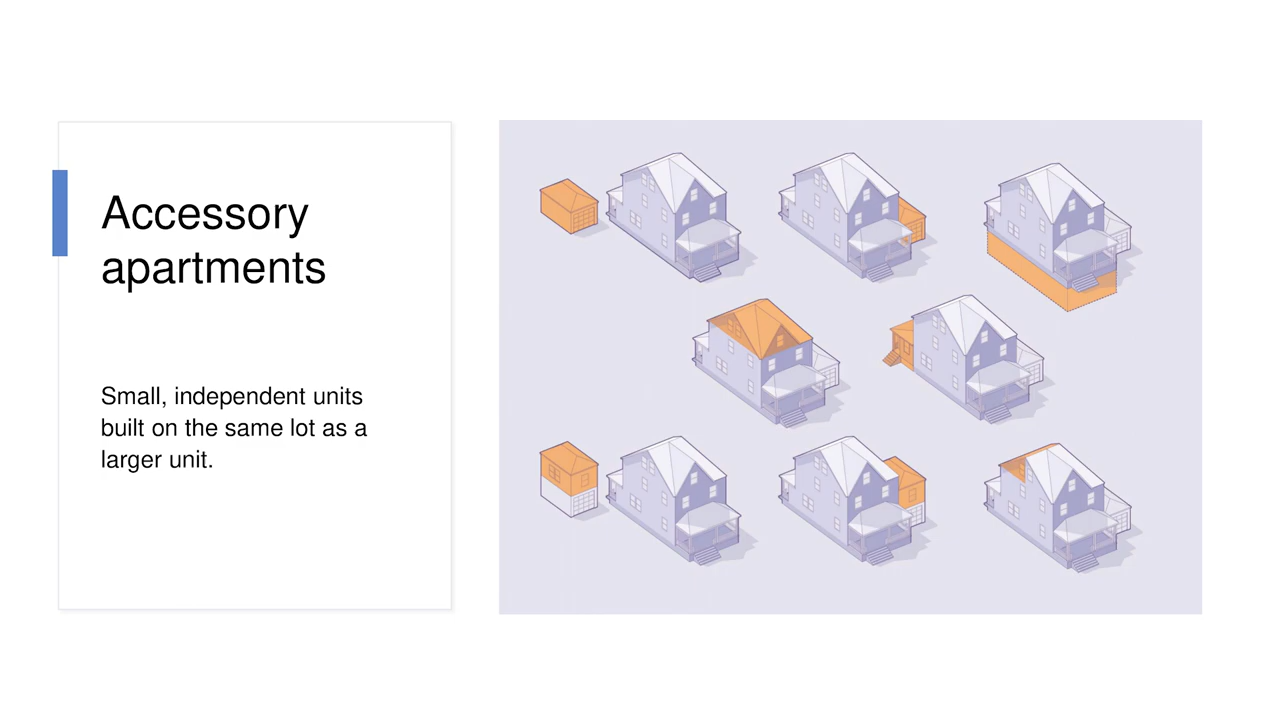 Accessory
apartments
Small, independent units
built on the same lot as a
larger unit.